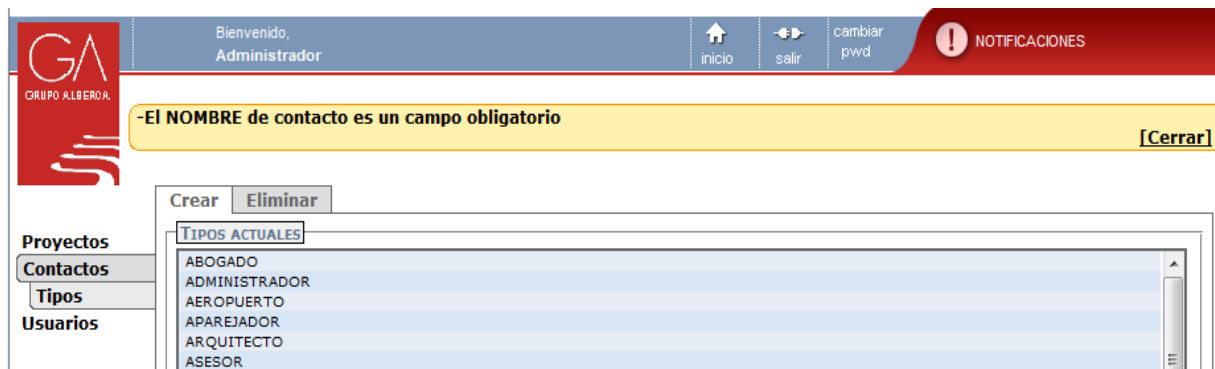 Bienvenido,
Administrador
inicio
salir
cambiar
pwd
! NOTIFICACIONES
GA
GRUPO ALBERCA
-El NOMBRE de contacto es un campo obligatorio
[Cerrar]
Crear
Eliminar
Proyectos
Contactos
Tipos
Usuarios
TIPOS ACTUALES
ABOGADO
ADMINISTRADOR
AEROPUERTO
APAREJADOR
ARQUITECTO
ASESOR